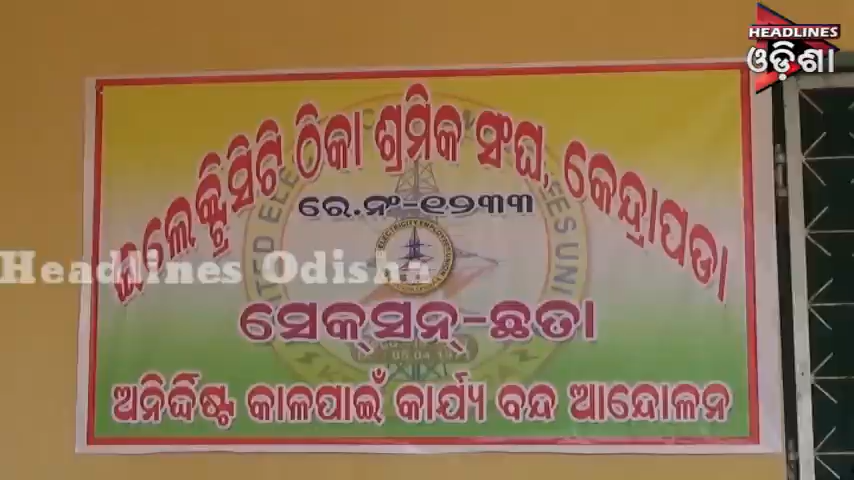 HEADLINES
ଓଡ଼ିଶା
ଇଲେକ୍ଟ୍ରିସିଟି ଠିକା ଶ୍ରମିକ ସଂଘ, କେନ୍ଦ୍ରାପଡା
ରେ.ନଂ-୧୨୩୩
Headlines Odisha
ସେକ୍ସନ୍-ଛତା
ଅନିର୍ଦ୍ଦିଷ୍ଟ କାଳପାଇଁ କାର୍ଯ୍ୟ ବନ୍ଦ ଆନ୍ଦୋଳନ